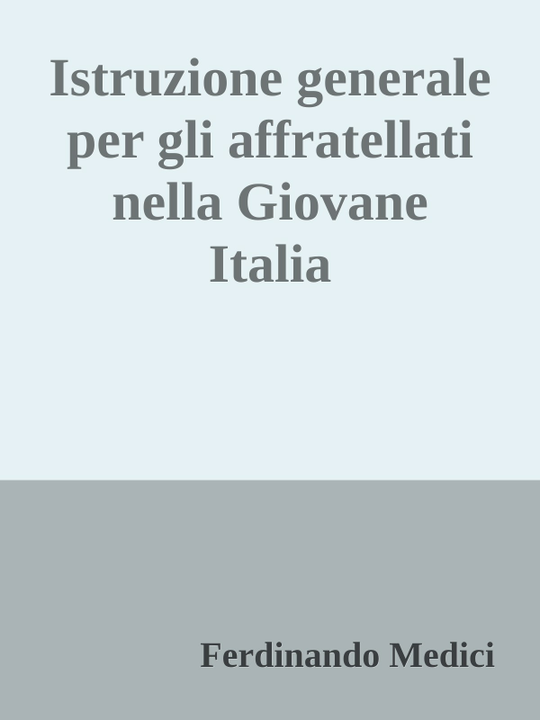 Istruzione generale
per gli affratellati
nella Giovane
Italia
Ferdinando Medici